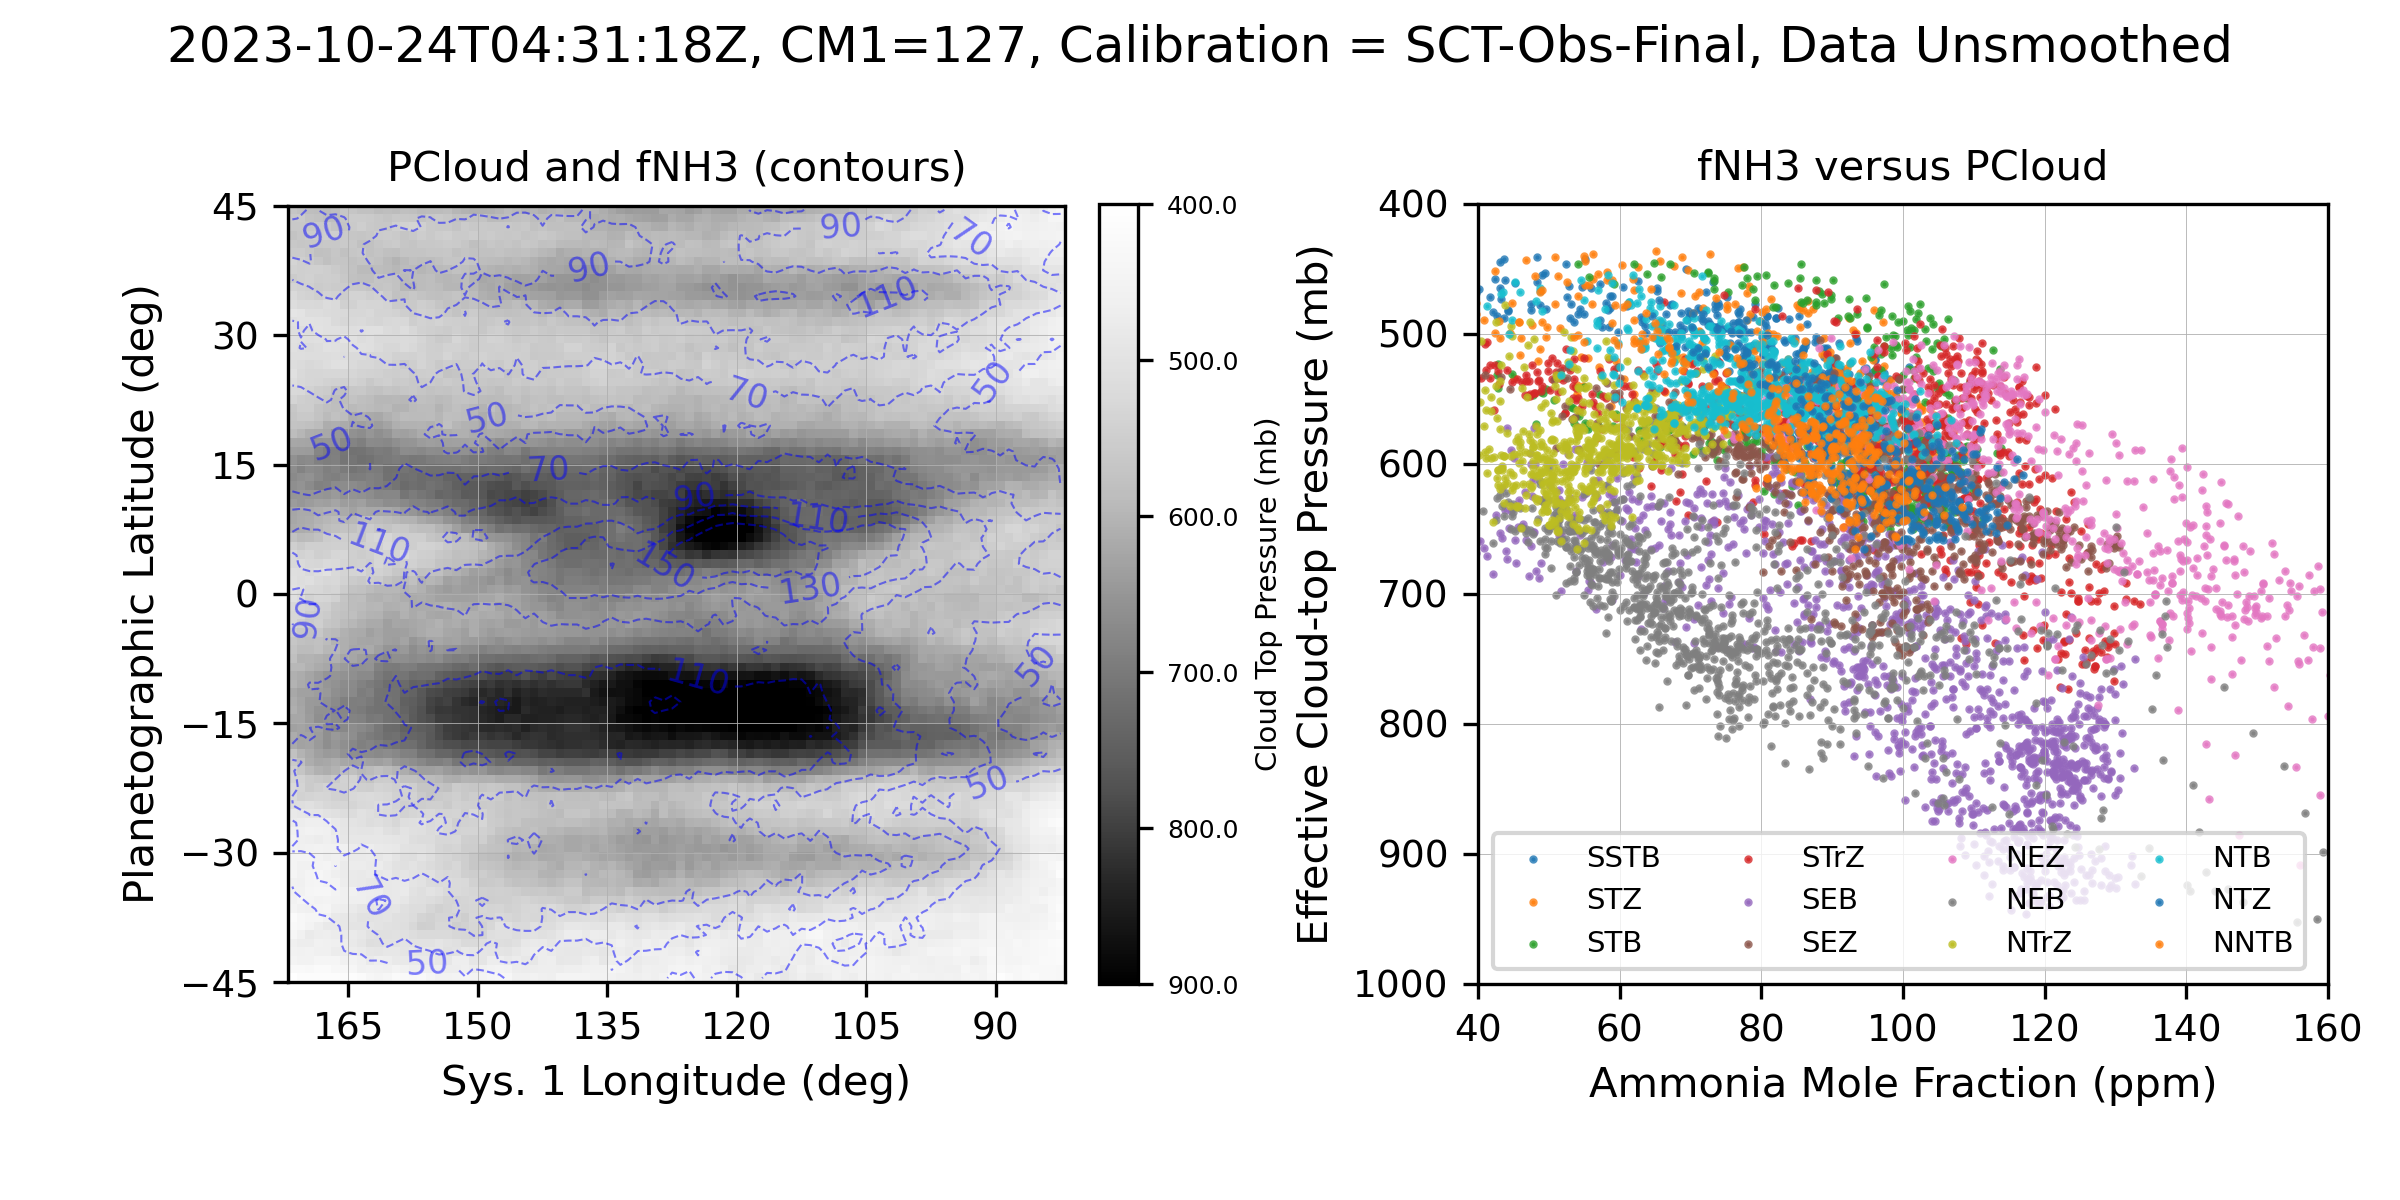 2023-10-24T04:31:18Z, CM1=127, Calibration = SCT-Obs-Final, Data Unsmoothed
PCloud and fNH3 (contours)
45
30
15
0
−15
−30
−45
Planetographic Latitude (deg)
165
150
135
120
105
90
Sys. 1 Longitude (deg)
90
90
70
90
110
70
50
50
50
70
90
110
110
150
130
90
110
50
50
70
50
400.0
500.0
600.0
700.0
800.0
900.0
Cloud Top Pressure (mb)
fNH3 versus PCloud
400
500
600
700
800
900
1000
Effective Cloud-top Pressure (mb)
SSTB
STZ
STB
STrZ
SEB
SEZ
NEZ
NEB
NTrZ
NTB
NTZ
NNTB
40
60
80
100
120
140
160
Ammonia Mole Fraction (ppm)